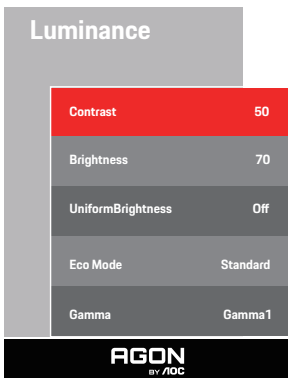 Luminance
Contrast 50
Brightness 70
UniformBrightness Off
Eco Mode Standard
Gamma Gamma1
AGON
BY AOC